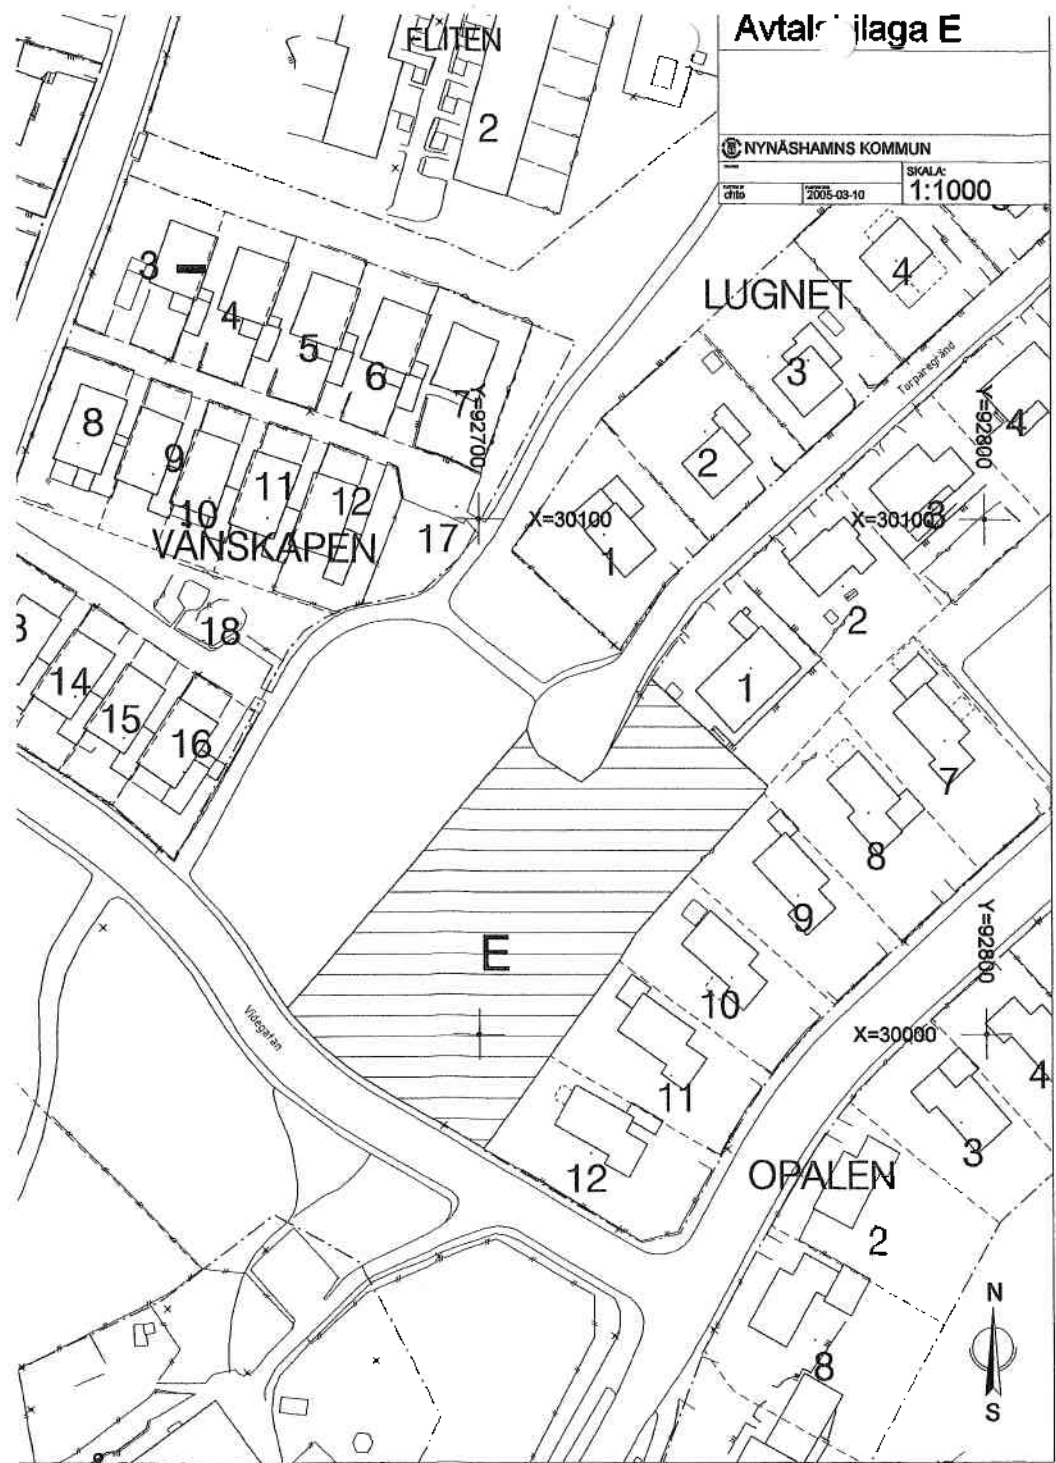 Avtalsbilaga E
NYNÄSHAMNS KOMMUN
SKALA:
1:1000
2005-03-10
FLITEN
2
3
4
5
6
7
Y=92700
8
9
10
11
12
17
VÄNSKAPEN
18
14
15
16
LUGNET
4
3
2
1
X=30100
Torparegränd
Y=92800
4
3
X=30100
2
1
7
8
9
10
11
12
E
Videgatan
Y=92800
X=30000
4
3
OPALEN
2
8
N
S